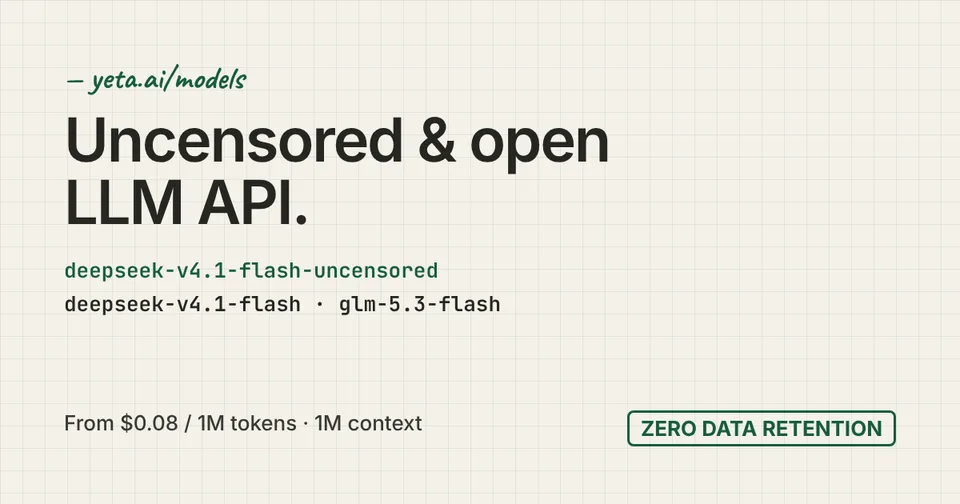 — yeta.ai/models
Uncensored & open
LLM API.
deepseek-v4.1-flash-uncensored
deepseek-v4.1-flash · glm-5.3-flash
From $0.08 / 1M tokens · 1M context
ZERO DATA RETENTION